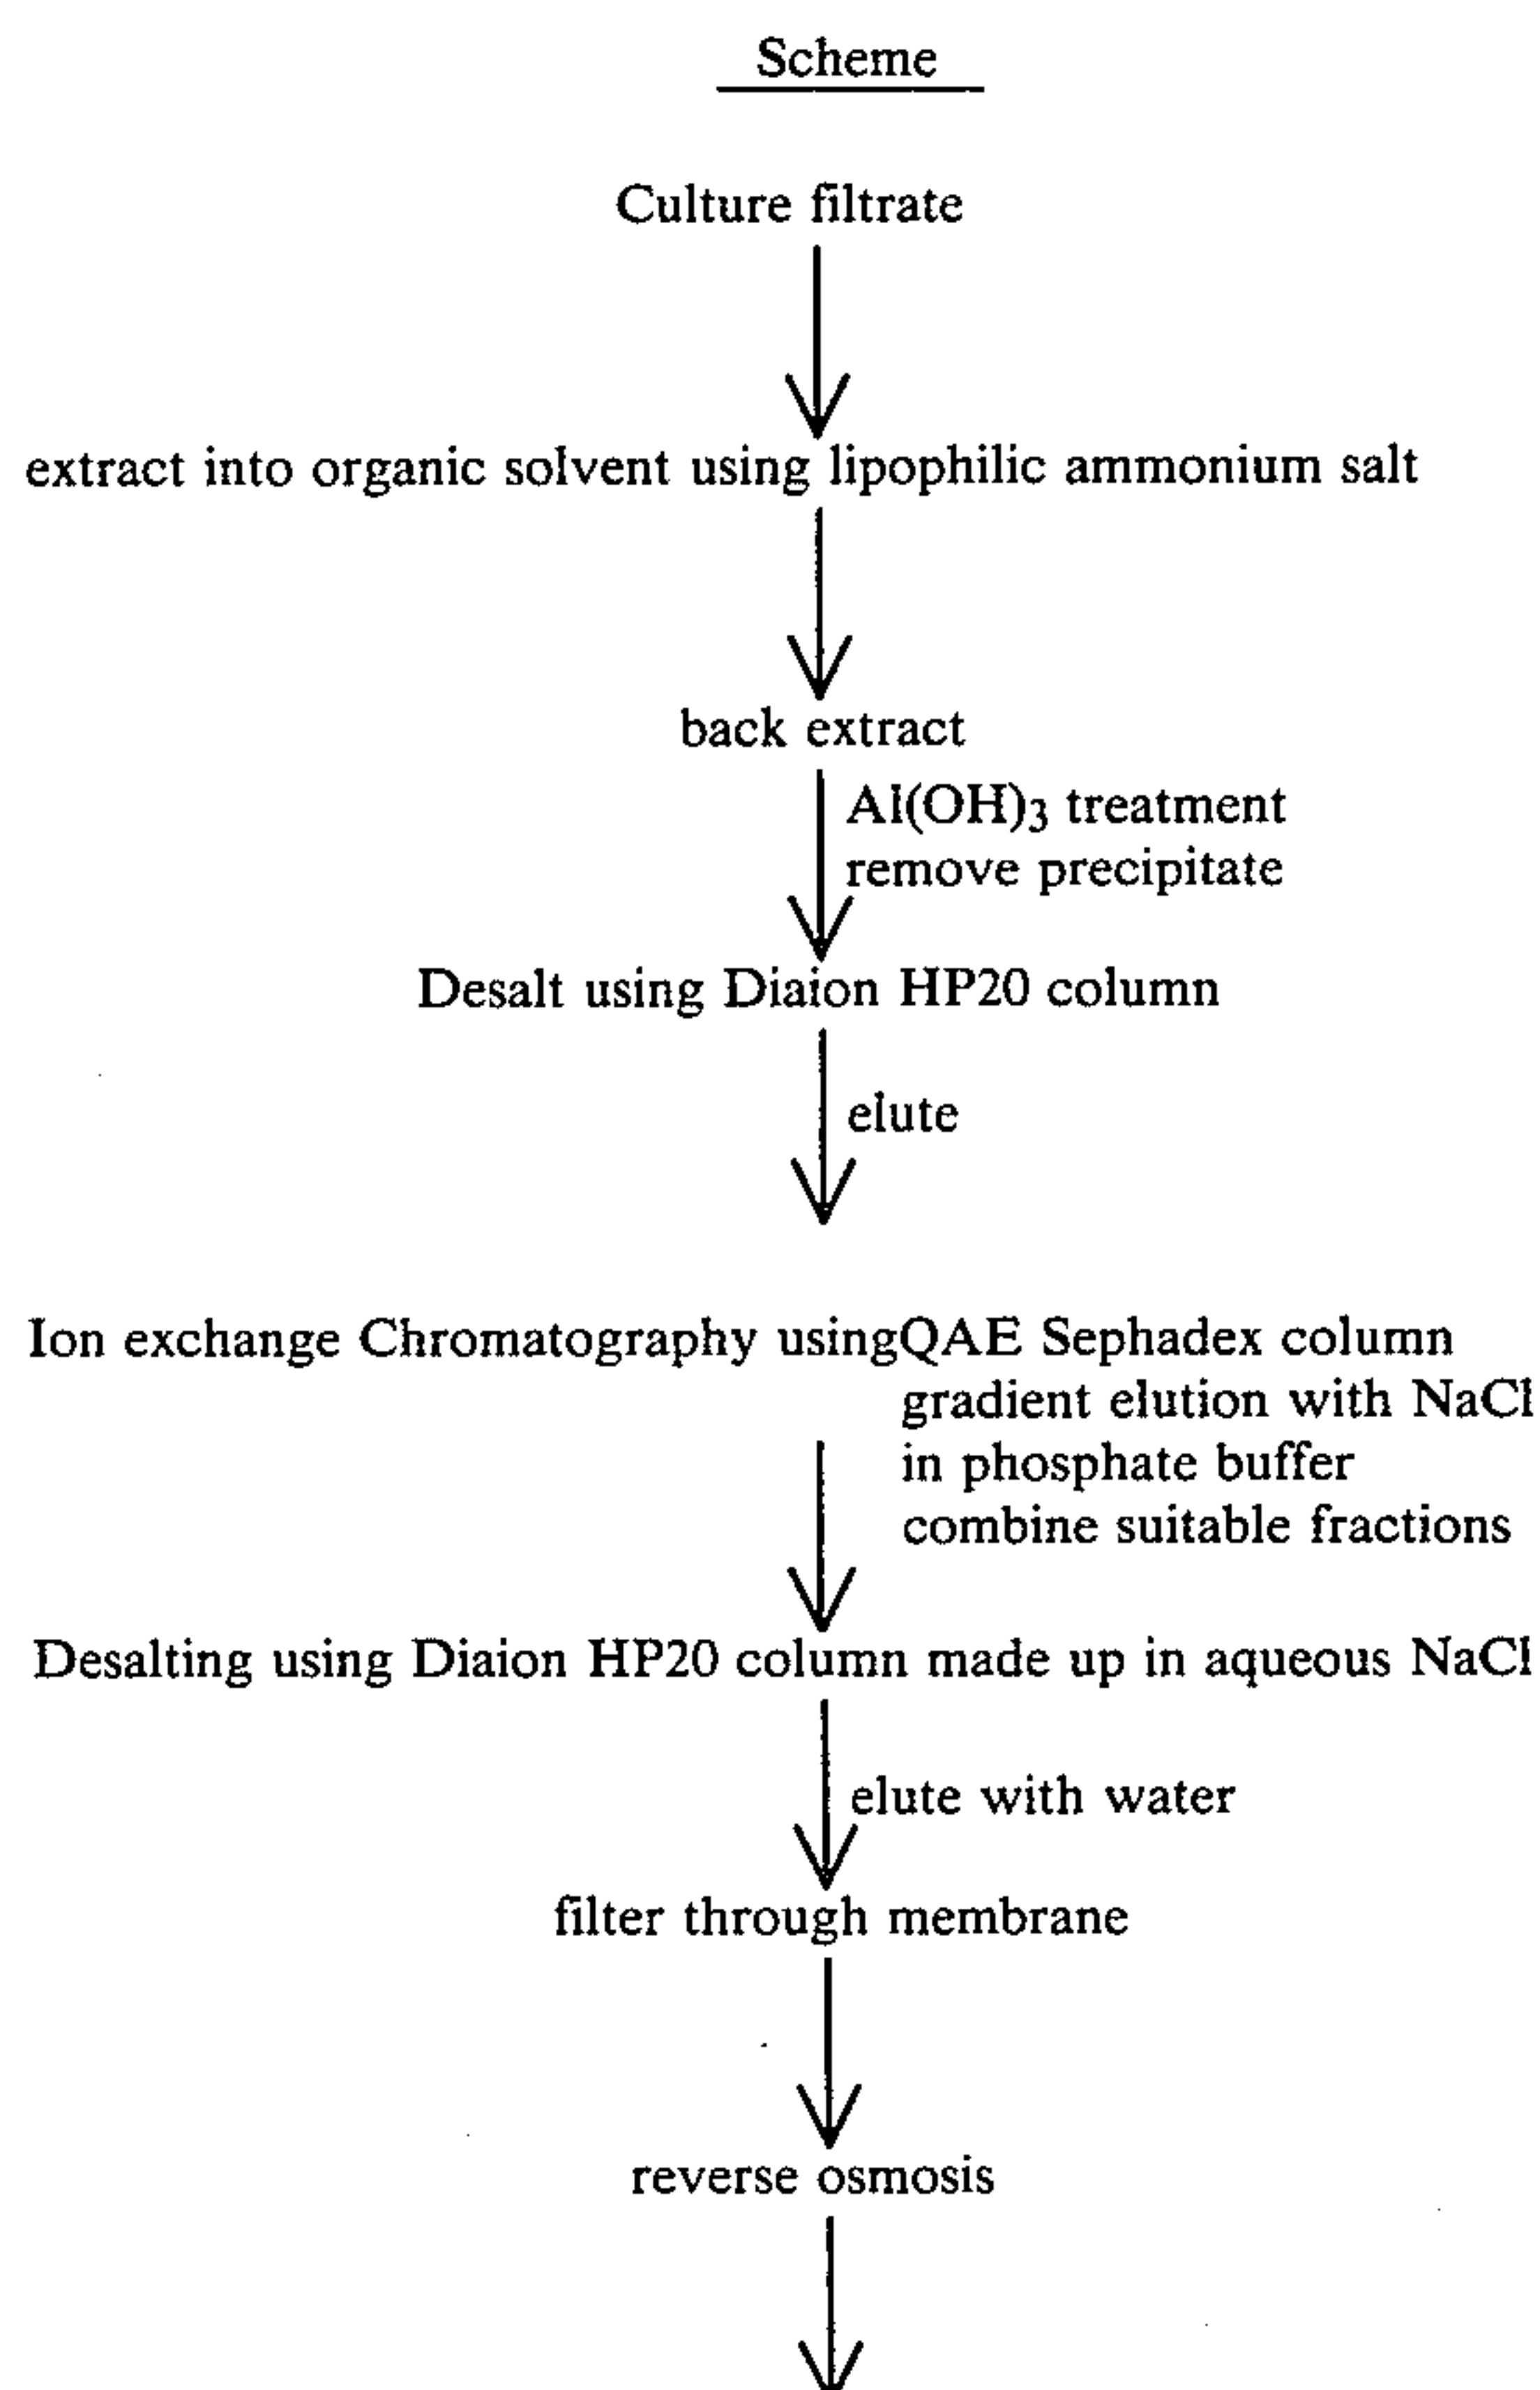 Scheme
Culture filtrate
extract into organic solvent using lipophilic ammonium salt
back extract
Al(OH)3 treatment
remove precipitate
Desalt using Diaion HP20 column
elute
Ion exchange Chromatography usingQAE Sephadex column
gradient elution with NaCl
in phosphate buffer
combine suitable fractions
Desalting using Diaion HP20 column made up in aqueous NaCl
elute with water
filter through membrane
reverse osmosis